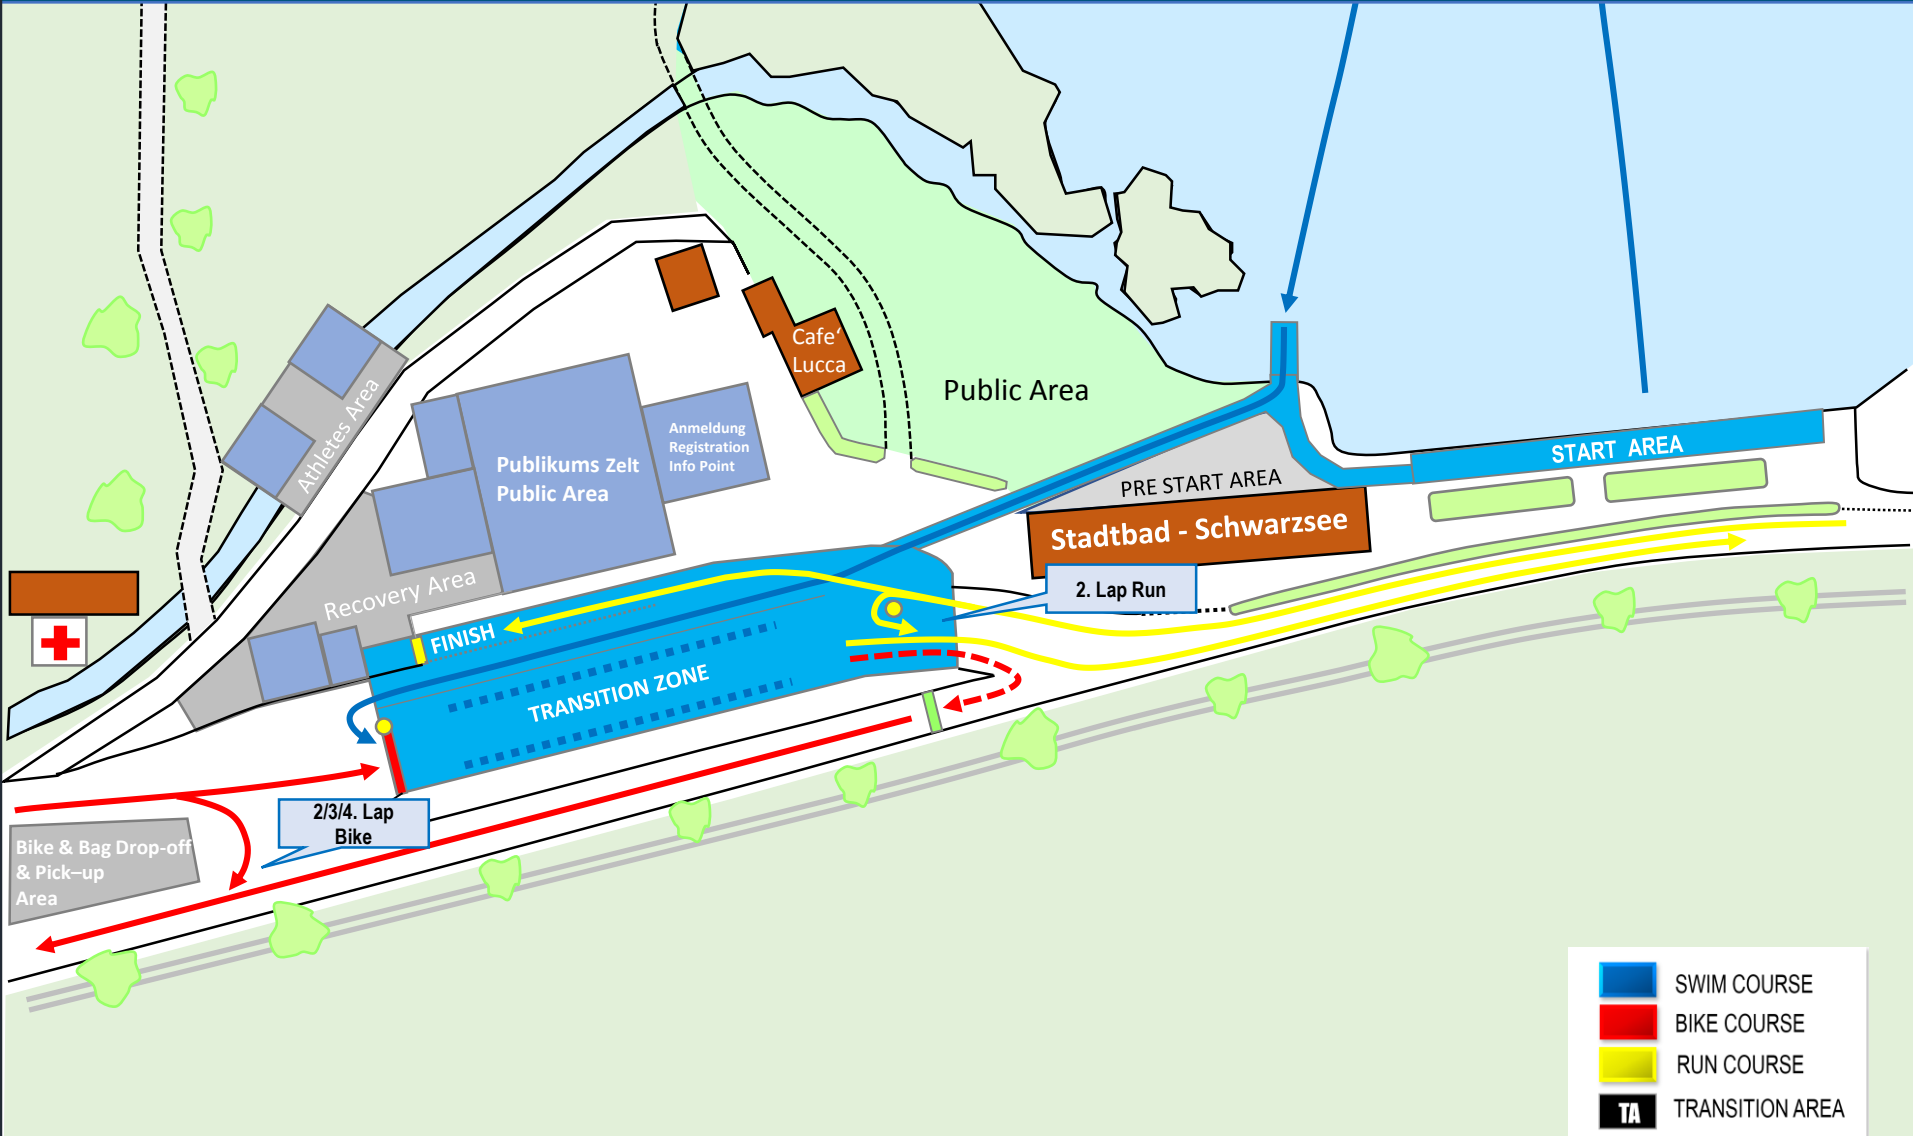 Cafe‘
Lucca
Public Area
Athletes Area
Anmeldung
Registration
Info Point
Publikums Zelt
Public Area
START AREA
PRE START AREA
Stadtbad - Schwarzsee
Recovery Area
2. Lap Run
FINISH
TRANSITION ZONE
2/3/4. Lap
Bike
Bike & Bag Drop-off
& Pick–up
Area
SWIM COURSE
BIKE COURSE
RUN COURSE
TA TRANSITION AREA